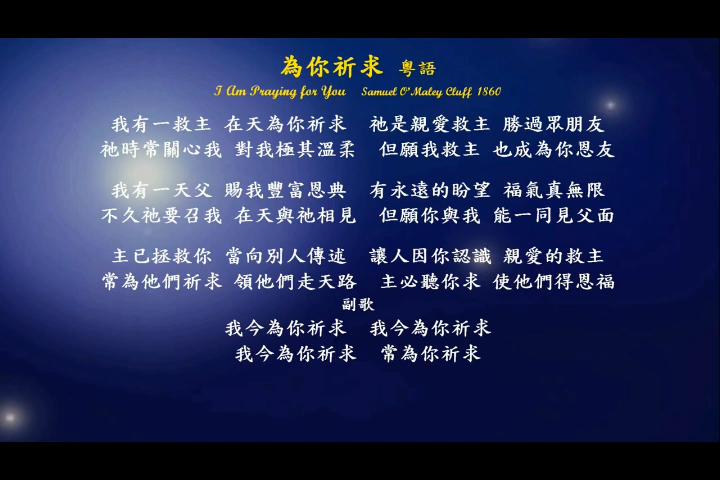 為你祈求 粵語
I Am Praying for You Samuel O'Maley Cluff 1860
我有一救主 在天為你祈求 祂是親愛救主 勝過眾朋友
祂時常關心我 對我極其溫柔 但願我救主 也成為你恩友
我有一天父 賜我豐富恩典 有永遠的盼望 福氣真無限
不久祂要召我 在天與祂相見 但願你與我 能一同見父面
主已拯救你 當向別人傳述 讓人因你認識 親愛的救主
常為他們祈求 領他們走天路 主必聽你求 使他們得恩福
副歌
我今為你祈求 我今為你祈求
我今為你祈求 常為你祈求